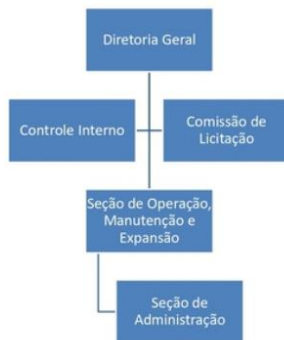 Diretoria Geral
Controle Interno
Comissão de
Licitação
Seção de Operação,
Manutenção e
Expansão
Seção de
Administração